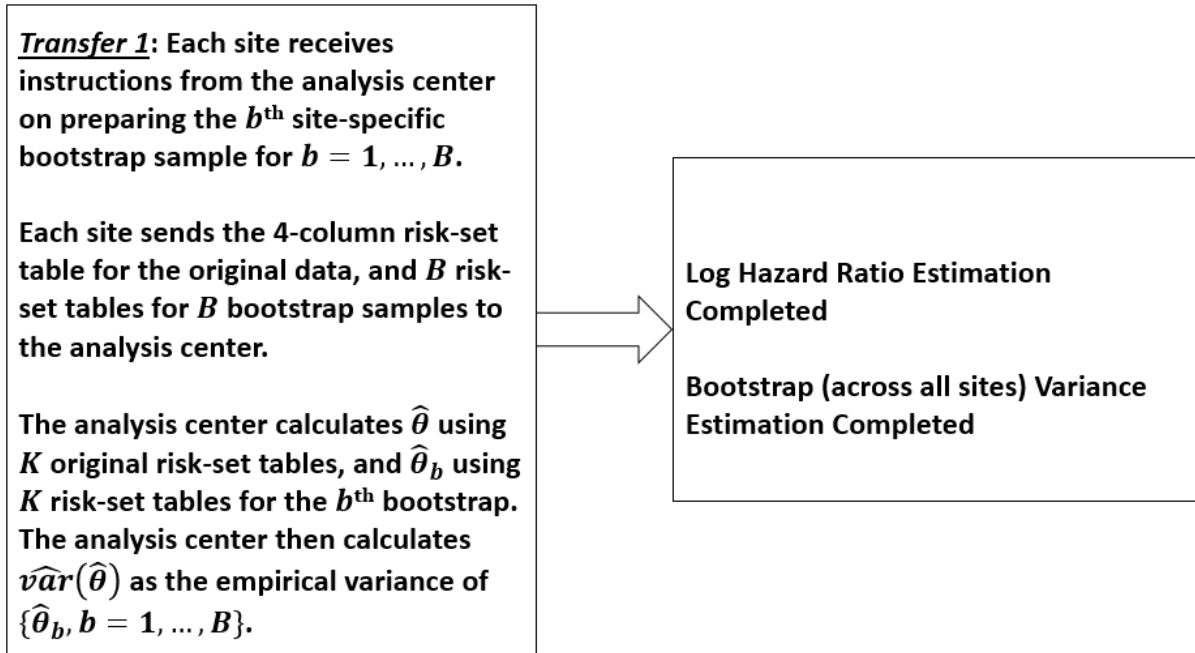 Transfer 1: Each site receives
instructions from the analysis center
on preparing the bᵗʰ site-specific
bootstrap sample for b = 1, ..., B.
Each site sends the 4-column risk-set
table for the original data, and B risk-
set tables for B bootstrap samples to
the analysis center.
The analysis center calculates θ̂ using
K original risk-set tables, and θ̂_b using
K risk-set tables for the bᵗʰ bootstrap.
The analysis center then calculates
v̂ar(θ̂) as the empirical variance of
{θ̂_b, b = 1, ..., B}.
Log Hazard Ratio Estimation
Completed
Bootstrap (across all sites) Variance
Estimation Completed